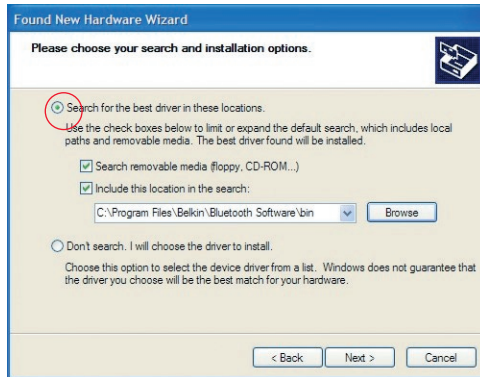 Found New Hardware Wizard
Please choose your search and installation options.
Search for the best driver in these locations.
Use the check boxes below to limit or expand the default search, which includes local
paths and removable media. The best driver found will be installed.
Search removable media (floppy, CD-ROM...)
Include this location in the search:
C:\Program Files\Belkin\Bluetooth Software\bin
Browse
Don't search. I will choose the driver to install.
Choose this option to select the device driver from a list. Windows does not guarantee that
the driver you choose will be the best match for your hardware.
< Back Next > Cancel